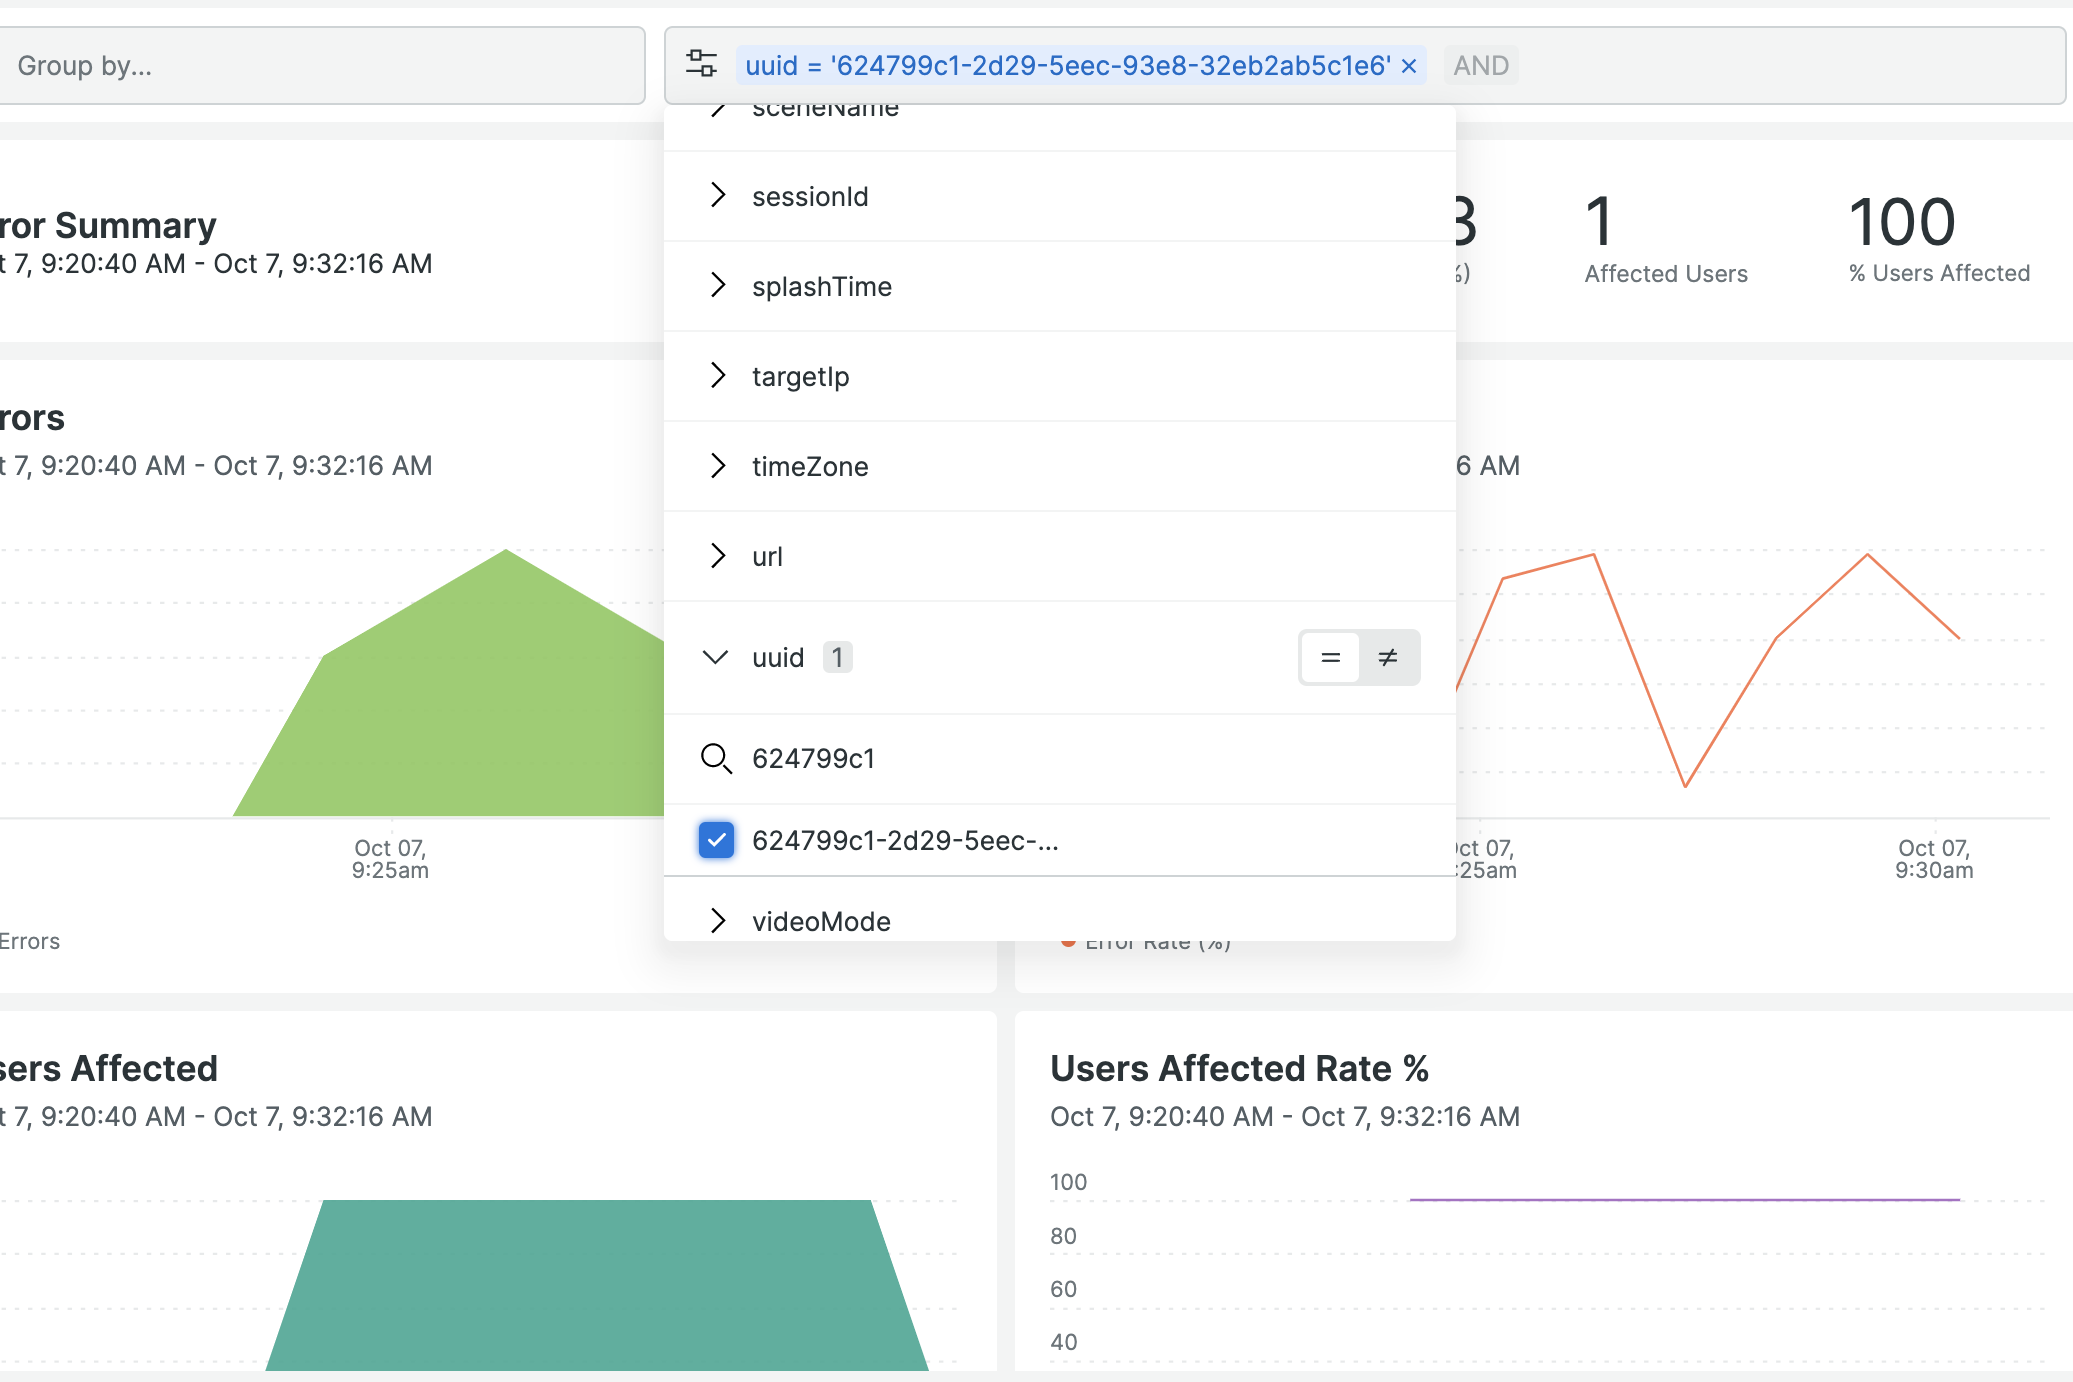 Group by...
uuid = '624799c1-2d29-5eec-93e8-32eb2ab5c1e6' × AND
sceneName
sessionId
splashTime
targetIp
timeZone
url
uuid 1 = ≠
624799c1
624799c1-2d29-5eec-...
videoMode
ror Summary
t 7, 9:20:40 AM - Oct 7, 9:32:16 AM
3
%)
1
Affected Users
100
% Users Affected
rors
t 7, 9:20:40 AM - Oct 7, 9:32:16 AM
Oct 07,
9:25am
Errors
6 AM
Oct 07,
:25am
Oct 07,
9:30am
Error Rate (%)
sers Affected
t 7, 9:20:40 AM - Oct 7, 9:32:16 AM
Users Affected Rate %
Oct 7, 9:20:40 AM - Oct 7, 9:32:16 AM
100
80
60
40